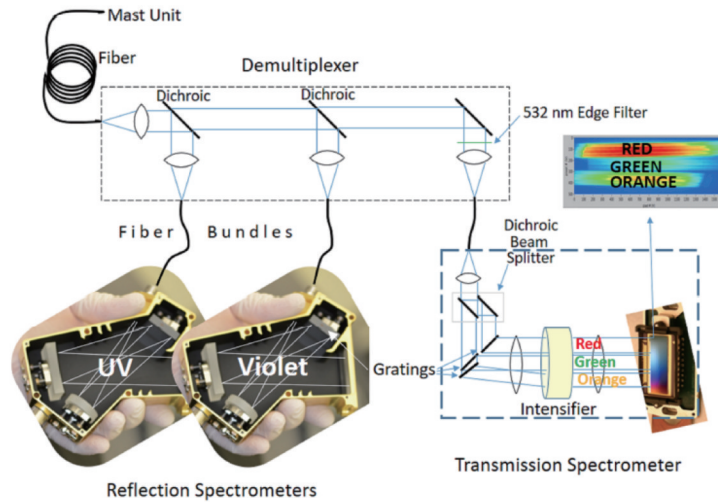 Mast Unit
Fiber
Demultiplexer
Dichroic
Dichroic
532 nm Edge Filter
RED
GREEN
ORANGE
Fiber Bundles
Dichroic
Beam
Splitter
UV
Violet
Gratings
Red
Green
Orange
Intensifier
Transmission Spectrometer
Reflection Spectrometers